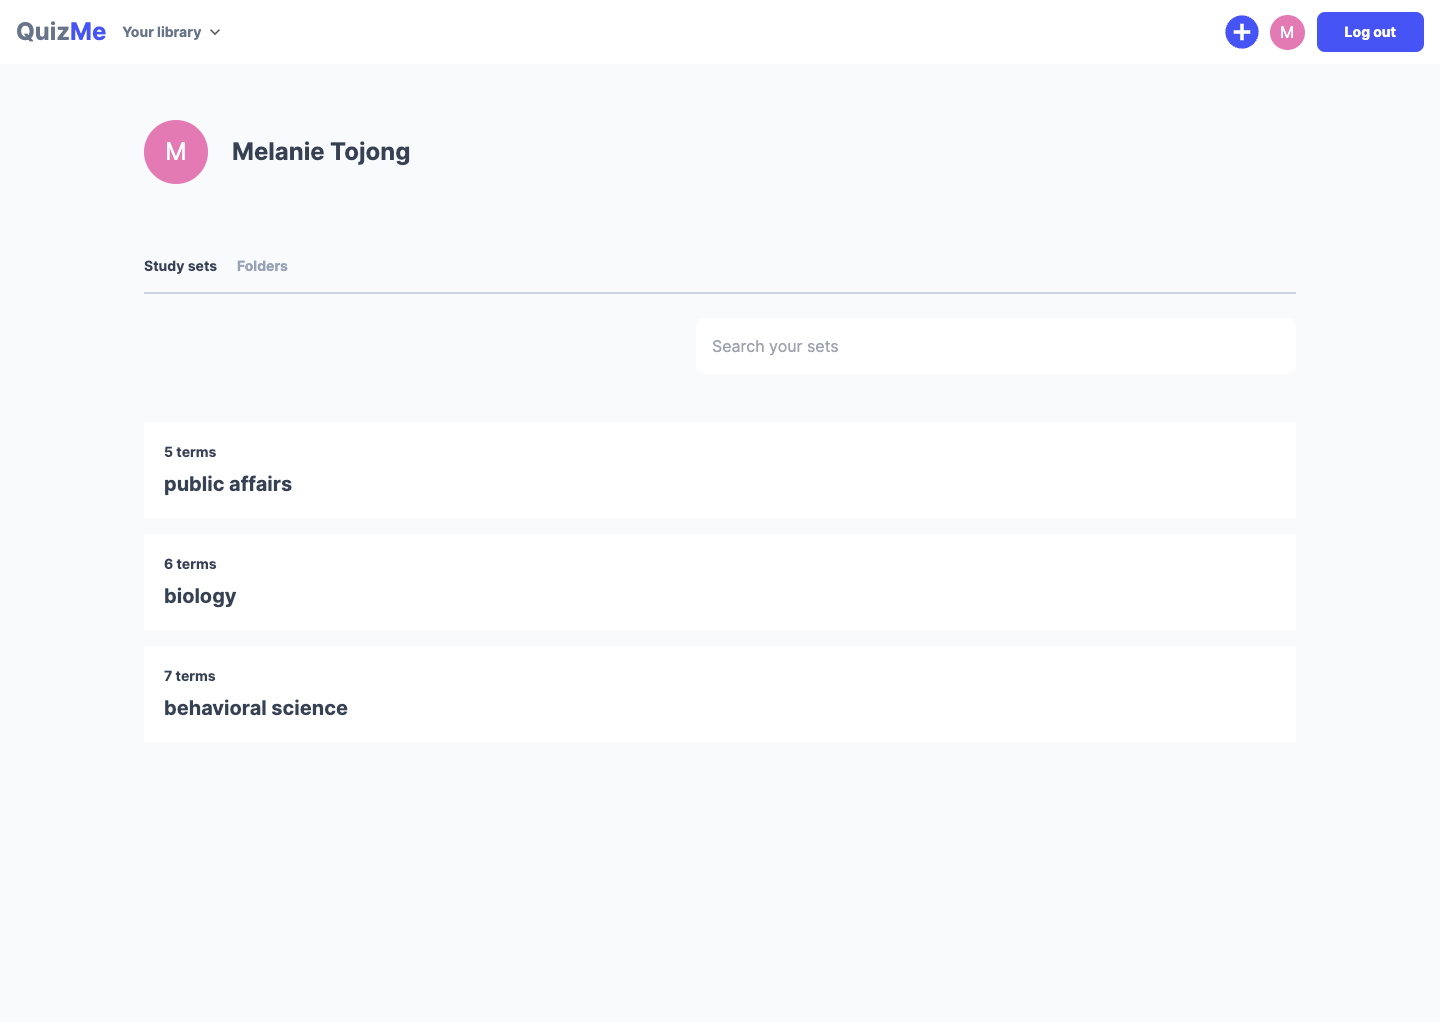 QuizMe Your library M Log out
M Melanie Tojong
Study sets Folders
Search your sets
5 terms
public affairs
6 terms
biology
7 terms
behavioral science